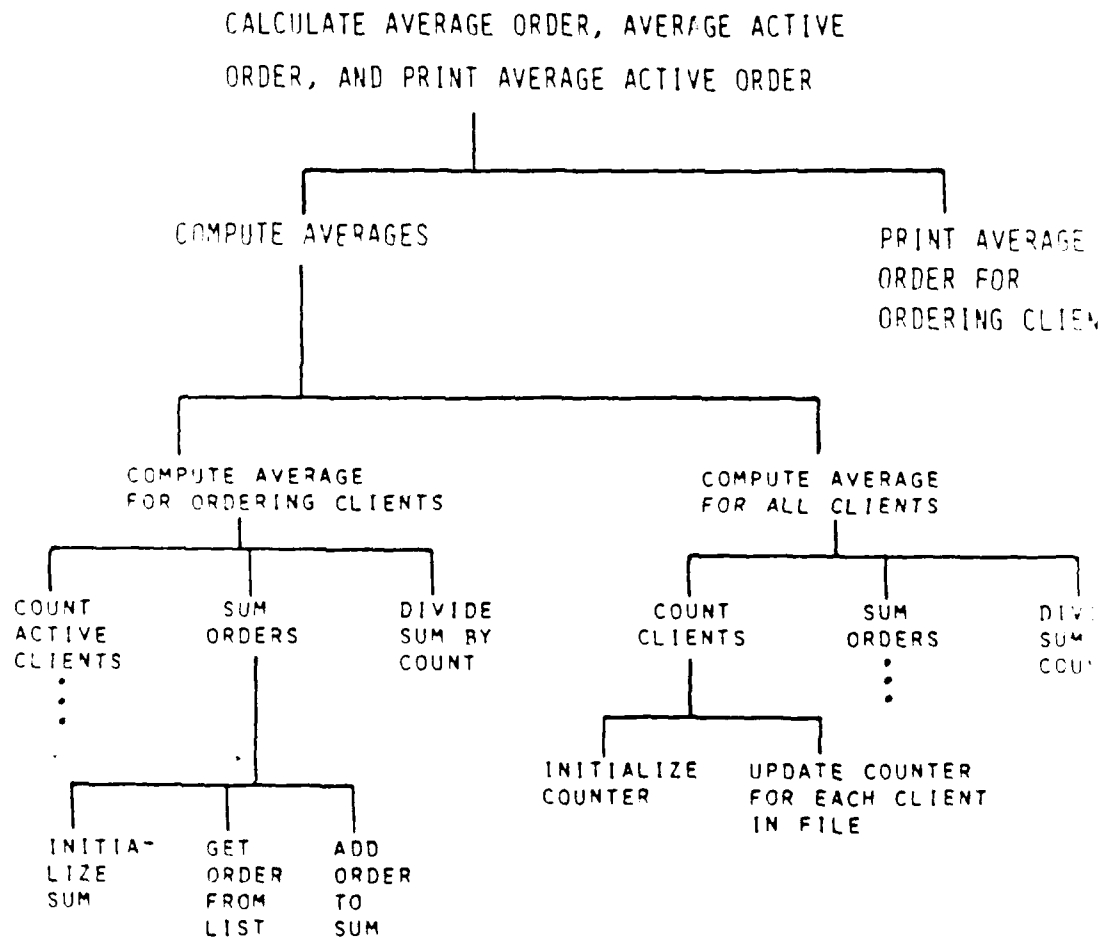 CALCULATE AVERAGE ORDER, AVERAGE ACTIVE
ORDER, AND PRINT AVERAGE ACTIVE ORDER
COMPUTE AVERAGES
PRINT AVERAGE
ORDER FOR
ORDERING
COMPUTE AVERAGE
FOR ORDERING CLIENTS
COMPUTE AVERAGE
FOR ALL CLIENTS
COUNT
ACTIVE
CLIENTS
SUM
ORDERS
DIVIDE
SUM BY
COUNT
COUNT
CLIENTS
SUM
ORDERS
SUM
INITIALIZE
COUNTER
UPDATE COUNTER
FOR EACH CLIENT
IN FILE
INITIA-
LIZE
SUM
GET
ORDER
FROM
LIST
ADD
ORDER
TO
SUM